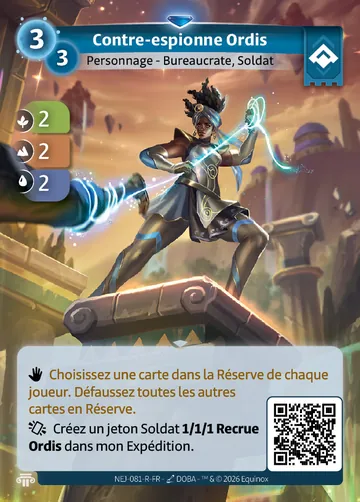 3
3
Contre-espionne Ordis
Personnage - Bureaucrate, Soldat
2
2
2
Choisissez une carte dans la Réserve de chaque
joueur. Défaussez toutes les autres
cartes en Réserve.
Créez un jeton Soldat 1/1/1 Recrue
Ordis dans mon Expédition.
NEJ-081-R-FR - DOBA - ™ & © 2026 Equinox